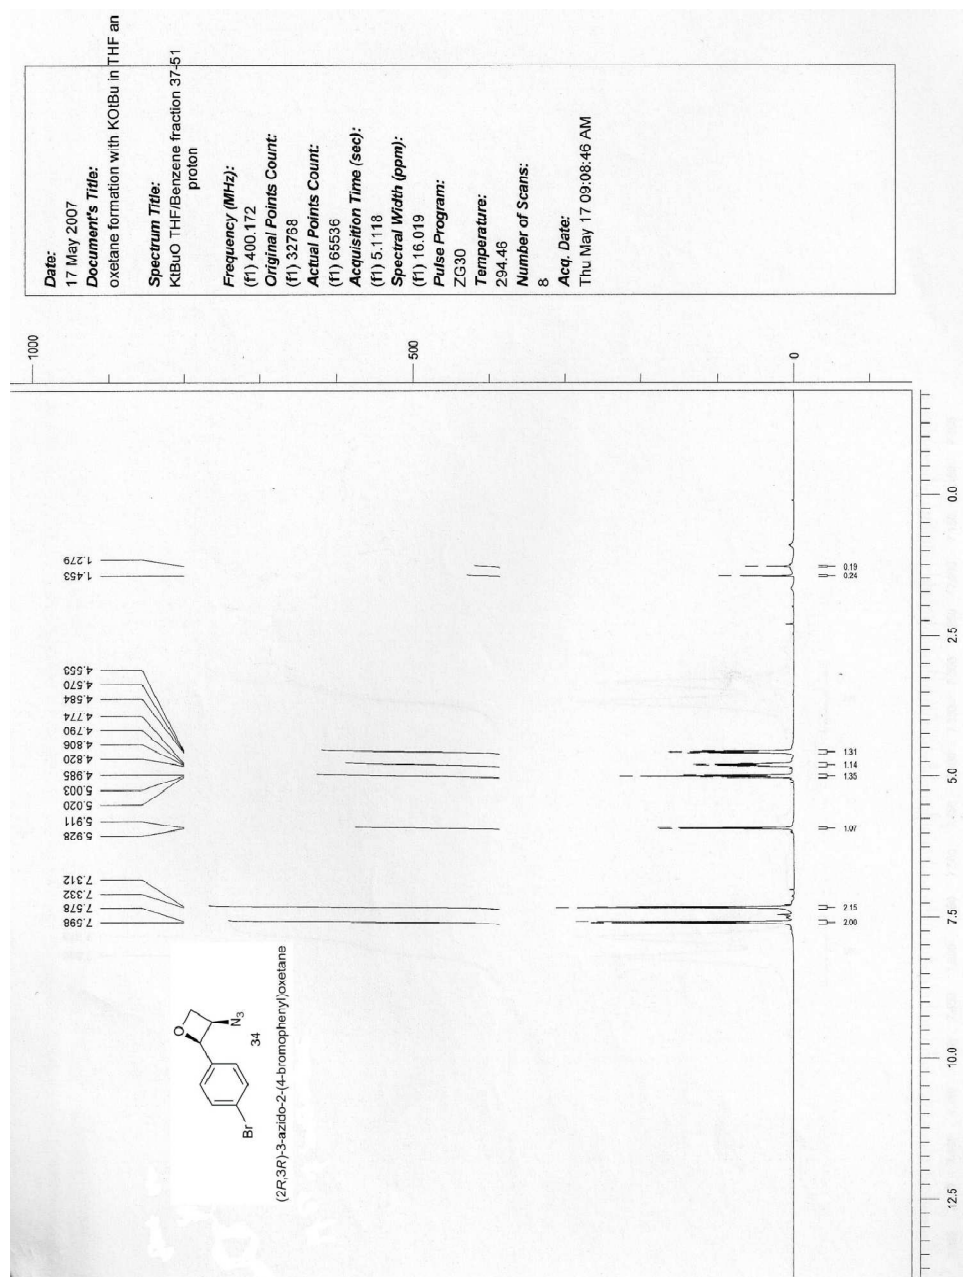 Date:
17 May 2007
Document's Title:
oxetane formation with KOtBu in THF an
Spectrum Title:
KtBuO THF/Benzene fraction 37-51
proton
Frequency (MHz):
(f1) 400.172
Original Points Count:
(f1) 32768
Actual Points Count:
(f1) 65536
Acquisition Time (sec):
(f1) 5.1118
Spectral Width (ppm):
(f1) 16.019
Pulse Program:
ZG30
Temperature:
294.46
Number of Scans:
8
Acq. Date:
Thu May 17 09:08:46 AM
1000
500
0
7.598
7.578
7.332
7.312
5.928
5.911
5.020
5.003
4.985
4.820
4.806
4.790
4.774
4.584
4.570
4.553
1.453
1.279
Br
O
N3
34
(2R,3R)-3-azido-2-(4-bromophenyl)oxetane
2.00
2.15
1.07
1.35
1.14
1.31
0.24
0.19
12.5
10.0
7.5
5.0
2.5
0.0